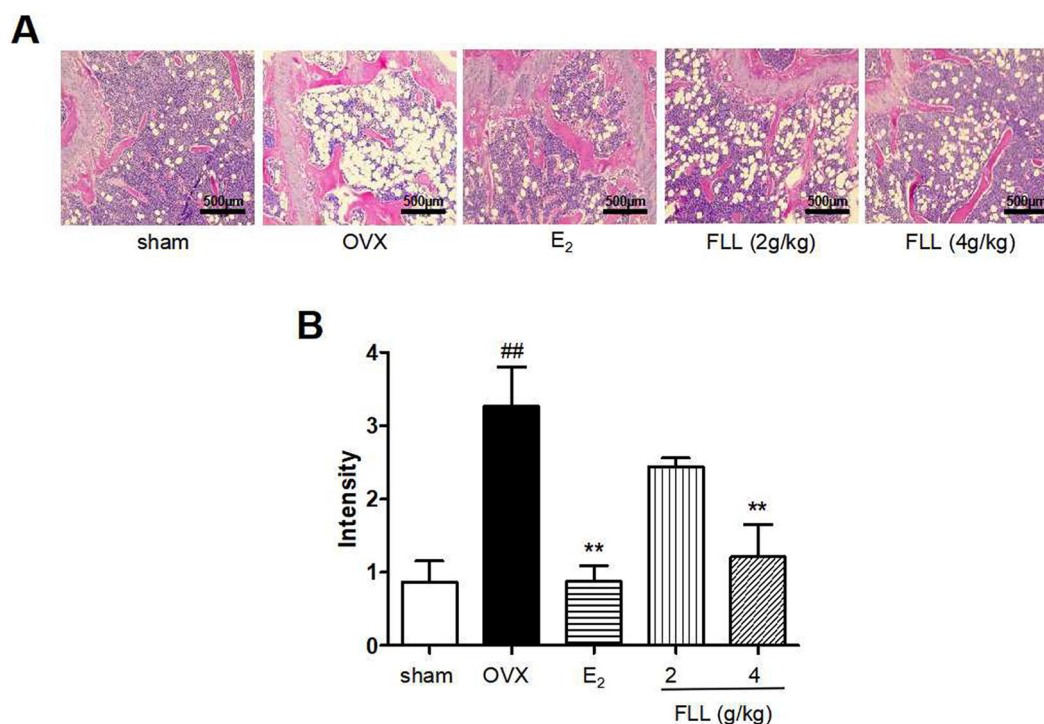 A
500µm 500µm 500µm 500µm 500µm
sham OVX E₂ FLL (2g/kg) FLL (4g/kg)
B
Intensity
4
3
2
1
0
##
**
**
sham OVX E₂ 2 4
FLL (g/kg)